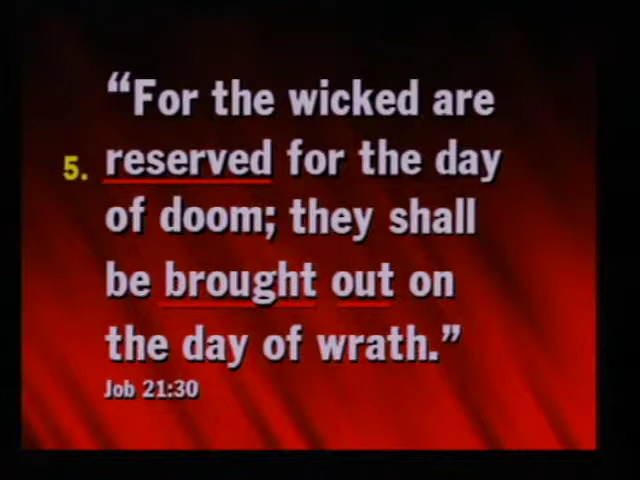 “For the wicked are
5. reserved for the day
of doom; they shall
be brought out on
the day of wrath.”
Job 21:30